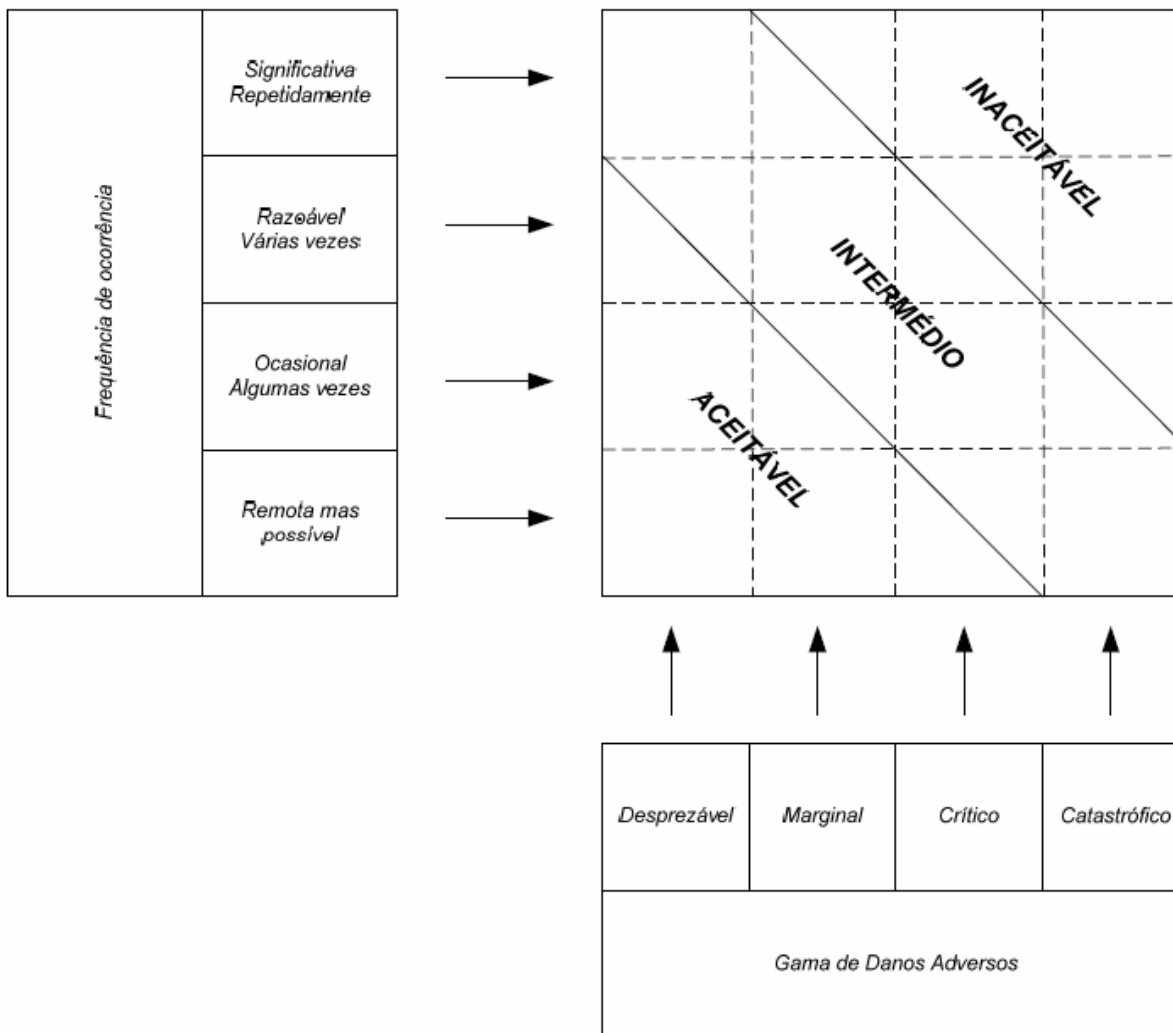 Frequência de ocorrência
Significativa
Repetidamente
Razoável
Várias vezes
Ocasional
Algumas vezes
Remota mas
possível
INACEITÁVEL
INTERMÉDIO
ACEITÁVEL
Desprezável
Marginal
Crítico
Catastrófico
Gama de Danos Adversos